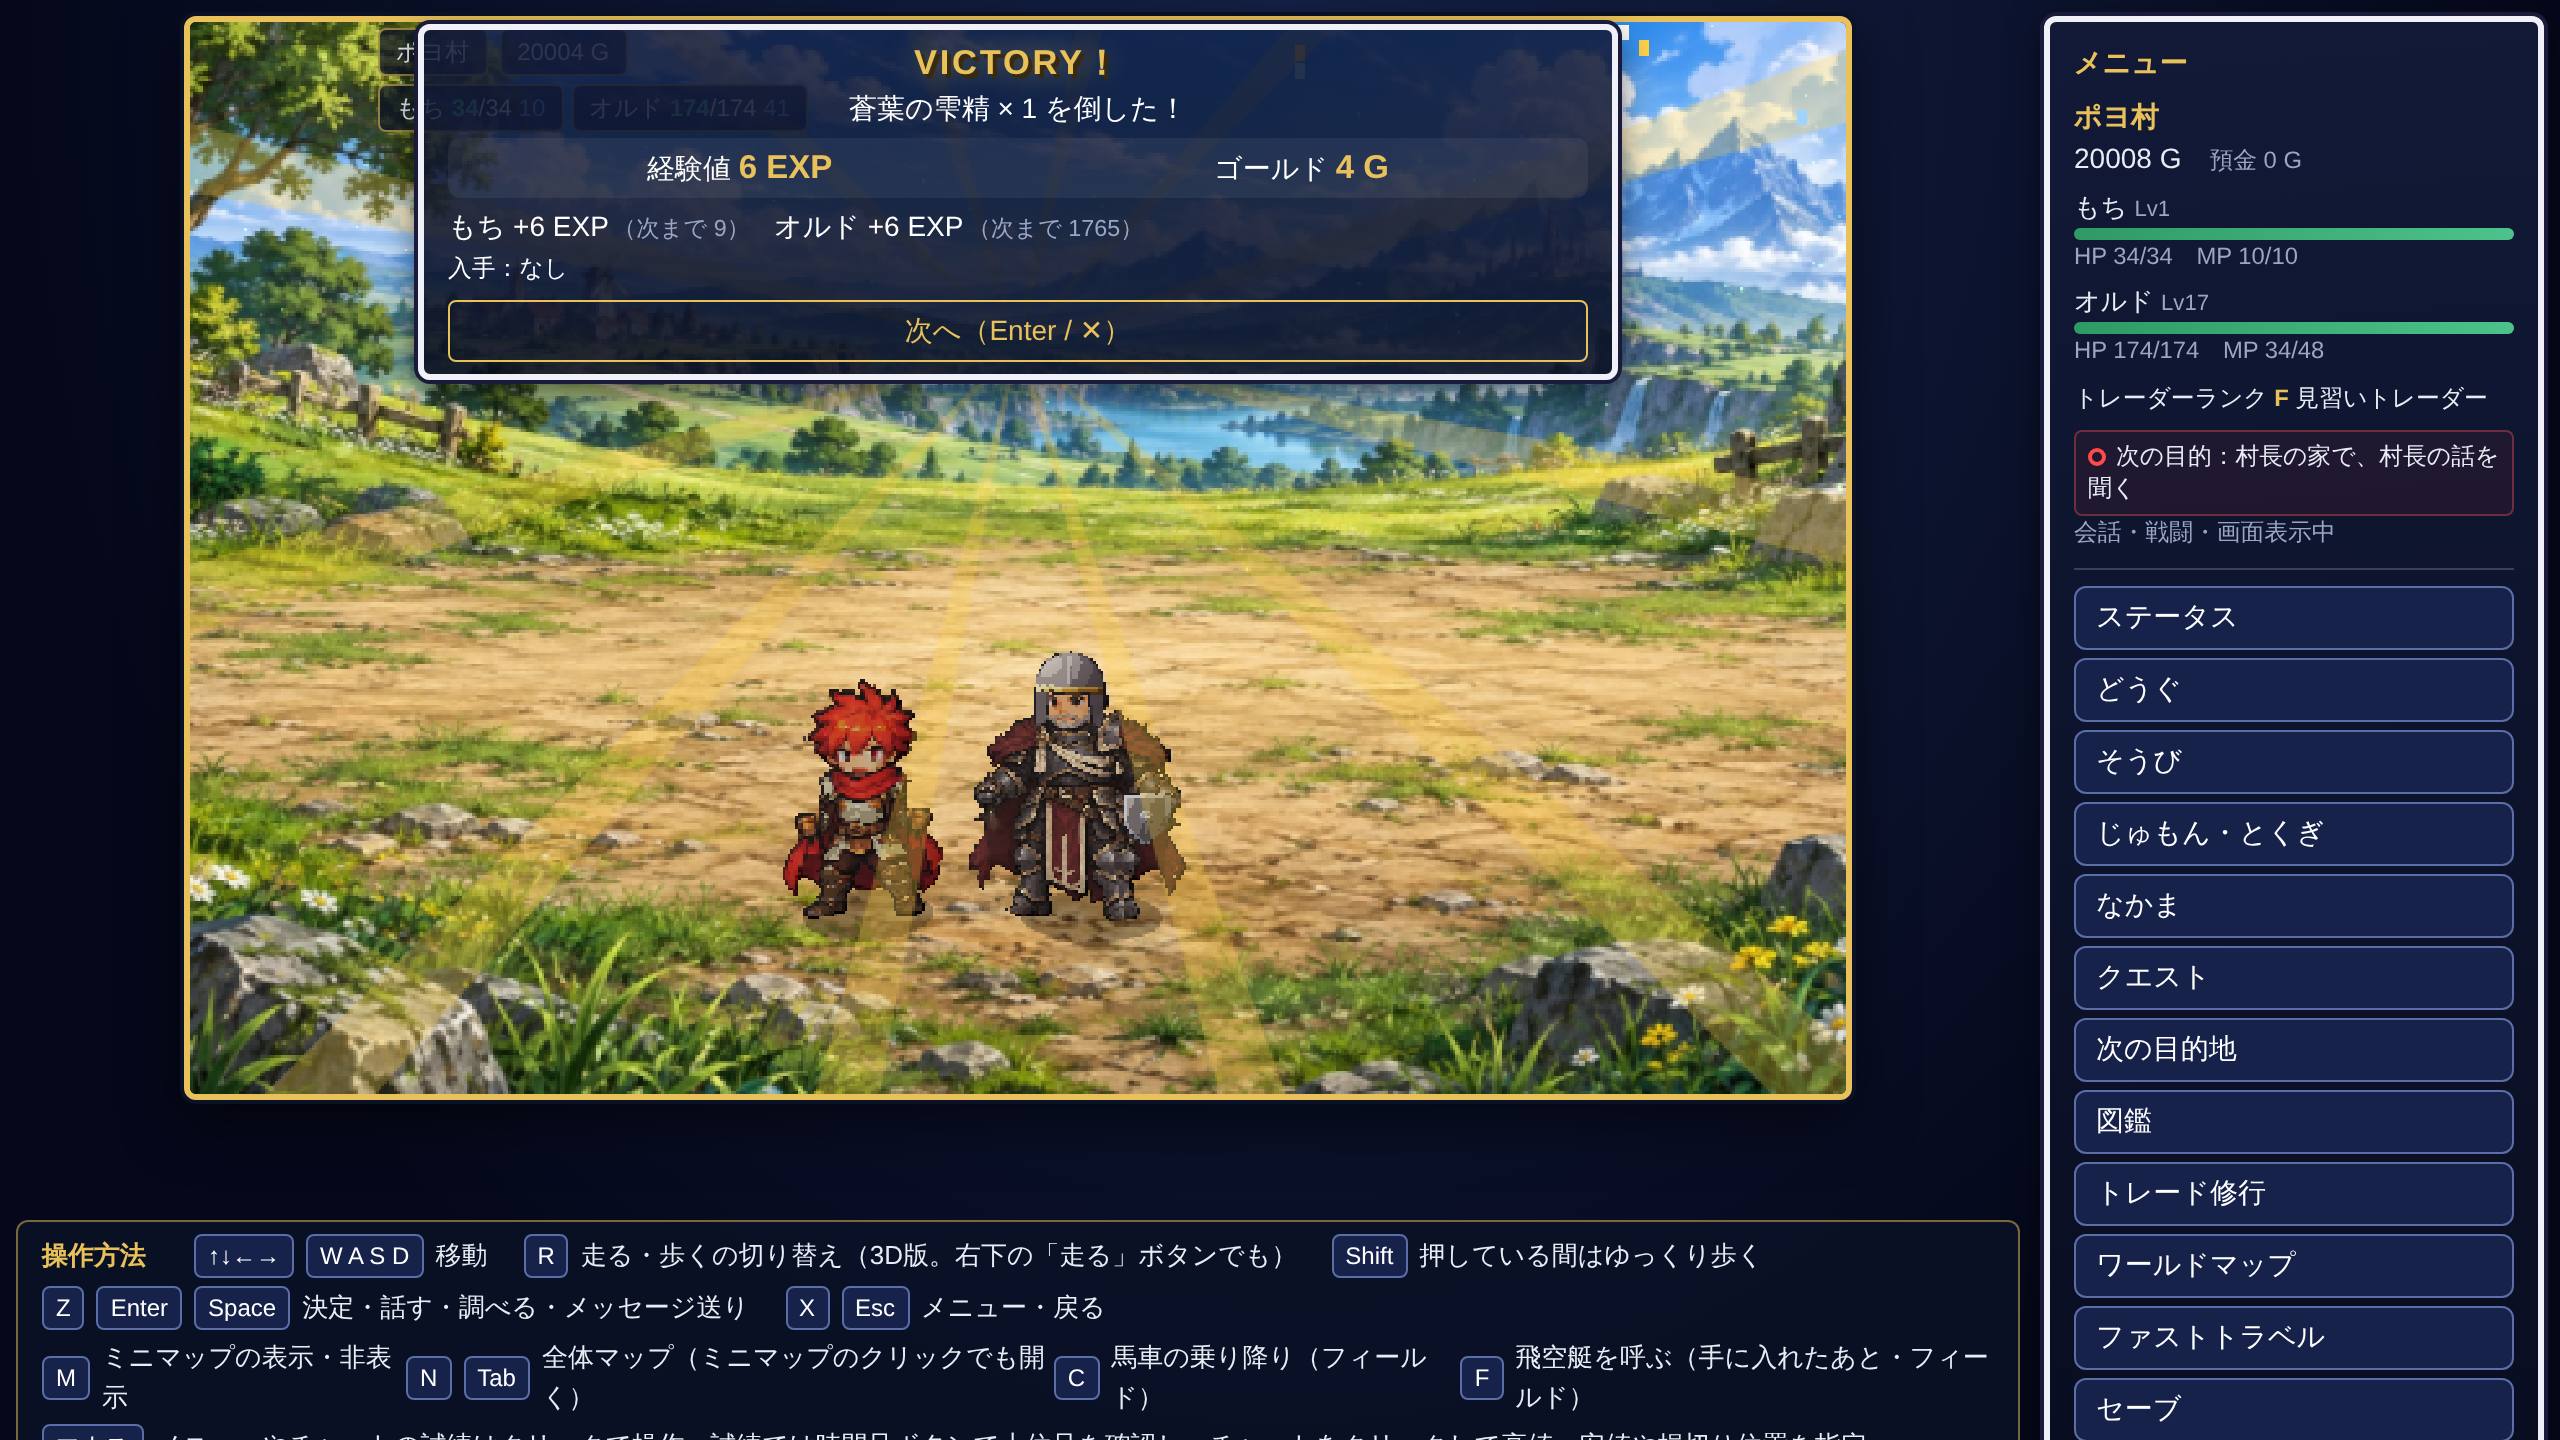 ポヨ村 20004 G
もち 34/34 10 オルド 174/174 41
VICTORY！
蒼葉の雫精 × 1 を倒した！
経験値 6 EXP ゴールド 4 G
もち +6 EXP（次まで 9） オルド +6 EXP（次まで 1765）
入手：なし
次へ（Enter / ✕）
メニュー
ポヨ村
20008 G 預金 0 G
もち Lv1
HP 34/34 MP 10/10
オルド Lv17
HP 174/174 MP 34/48
トレーダーランク F 見習いトレーダー
次の目的：村長の家で、村長の話を
聞く
会話・戦闘・画面表示中
ステータス
どうぐ
そうび
じゅもん・とくぎ
なかま
クエスト
次の目的地
図鑑
トレード修行
ワールドマップ
ファストトラベル
セーブ
操作方法 ↑↓←→ W A S D 移動 R 走る・歩くの切り替え（3D版。右下の「走る」ボタンでも） Shift 押している間はゆっくり歩く
Z Enter Space 決定・話す・調べる・メッセージ送り X Esc メニュー・戻る
M ミニマップの表示・非表示 N Tab 全体マップ（ミニマップのクリックでも開く） C 馬車の乗り降り（フィールド） F 飛空艇を呼ぶ（手に入れたあと・フィールド）